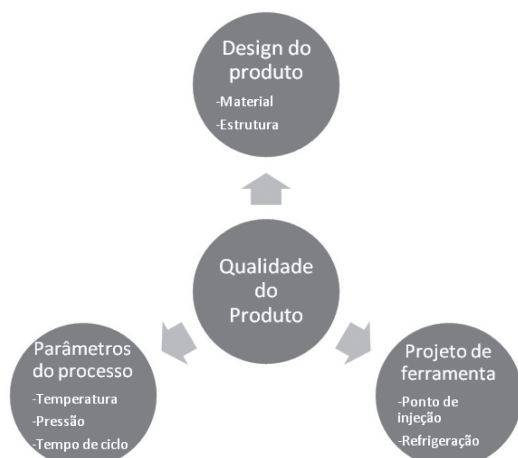 Design do
produto
-Material
-Estrutura
Qualidade
do
Produto
Parâmetros
do processo
-Temperatura
-Pressão
-Tempo de ciclo
Projeto de
ferramenta
-Ponto de
injeção
-Refrigeração